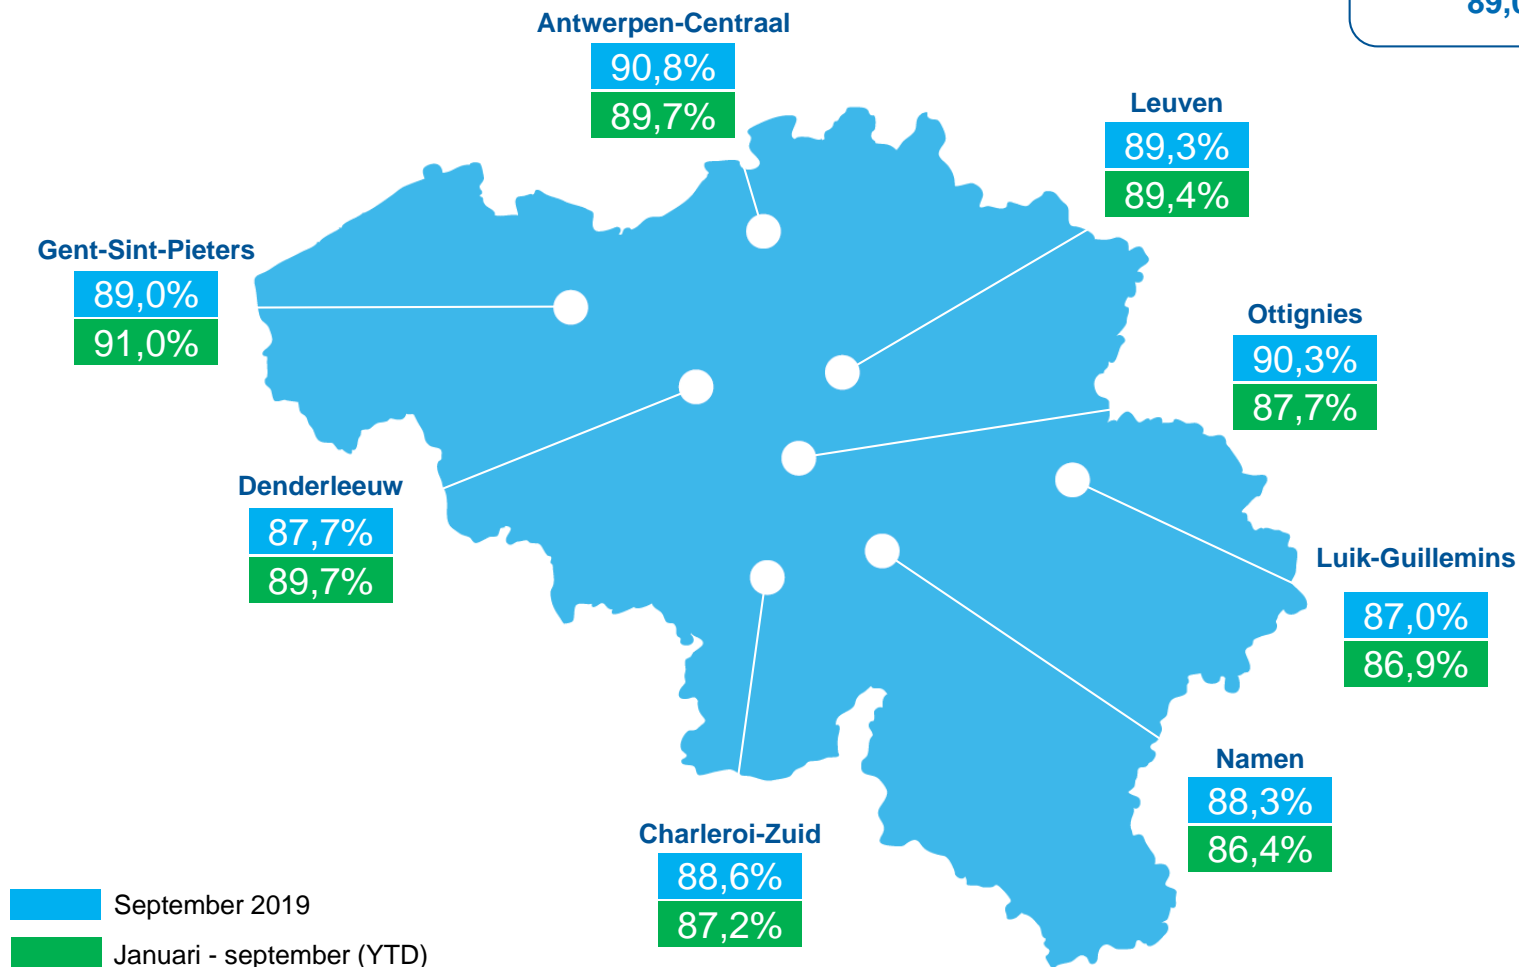 Antwerpen-Centraal
90,8%
89,7%
Leuven
89,3%
89,4%
Gent-Sint-Pieters
89,0%
91,0%
Ottignies
90,3%
87,7%
Denderleeuw
87,7%
89,7%
Luik-Guillemins
87,0%
86,9%
Namen
88,3%
86,4%
Charleroi-Zuid
88,6%
87,2%
September 2019
Januari - september (YTD)